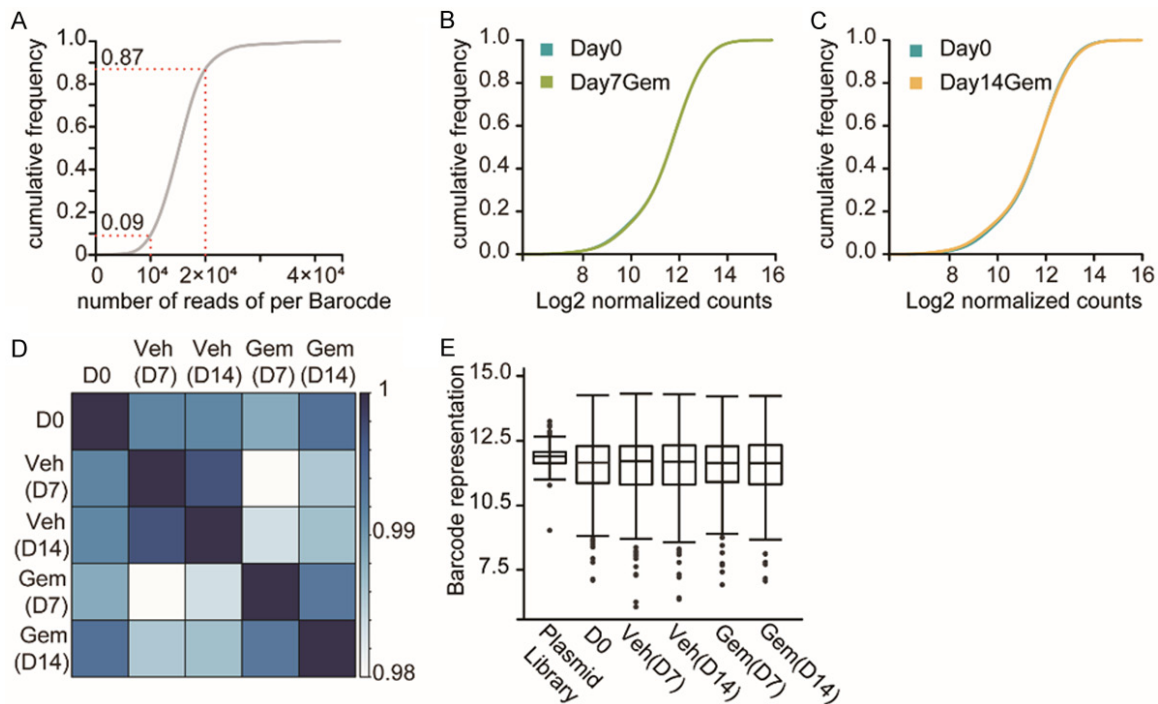 A
cumulative frequency
1.0
0.8
0.6
0.4
0.2
0
0.87
0.09
0 10⁴ 2×10⁴ 4×10⁴
number of reads of per Barocde
B
cumulative frequency
1.0
0.8
0.6
0.4
0.2
0.0
Day0
Day7Gem
8 10 12 14 16
Log2 normalized counts
C
cumulative frequency
1.0
0.8
0.6
0.4
0.2
0.0
Day0
Day14Gem
8 10 12 14 16
Log2 normalized counts
D
D0
Veh
(D7)
Veh
(D14)
Gem
(D7)
Gem
(D14)
D0
Veh
(D7)
Veh
(D14)
Gem
(D7)
Gem
(D14)
1
0.99
0.98
E
Barcode representation
15.0
12.5
10.5
7.5
Plasmid
Library
D0
Veh(D7)
Veh(D14)
Gem(D7)
Gem(D14)